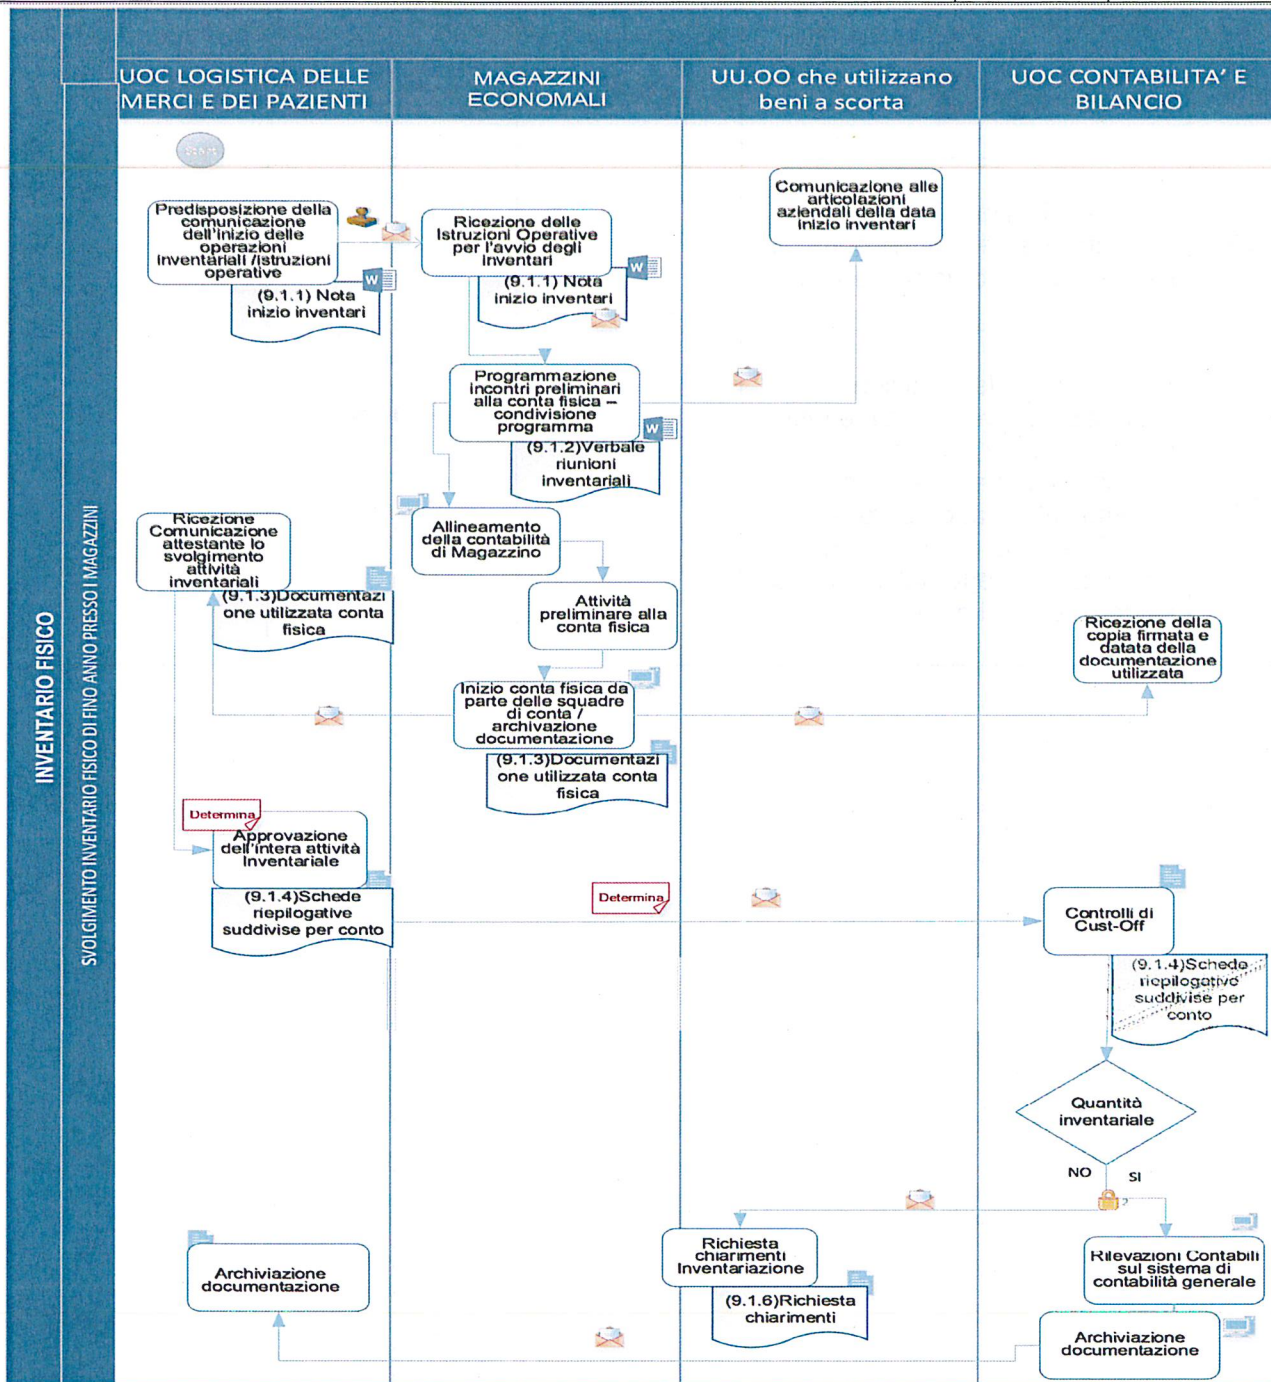 UOC LOGISTICA DELLE
MERCI E DEI PAZIENTI
MAGAZZINI
ECONOMALI
UU.OO che utilizzano
beni a scorta
UOC CONTABILITA' E
BILANCIO
INVENTARIO FISICO
SVOLGIMENTO INVENTARIO FISICO DI FINO ANNO PRESSO I MAGAZZINI
Start
Predisposizione della
comunicazione
dell'inizio delle
operazioni
inventariali /istruzioni
operative
(9.1.1) Nota
inizio inventari
Ricezione delle
Istruzioni Operative
per l'avvio degli
Inventari
(9.1.1) Nota
inizio inventari
Comunicazione alle
articolazioni
aziendali della data
inizio inventari
Programmazione
incontri preliminari
alla conta fisica –
condivisione
programma
(9.1.2)Verbale
riunioni
inventariali
Ricezione
Comunicazione
attestante lo
svolgimento
attività
inventariali
(9.1.3)Documentazi
one utilizzata conta
fisica
Allineamento
della contabilità
di Magazzino
Attività
preliminare alla
conta fisica
Ricezione della
copia firmata e
datata della
documentazione
utilizzata
Inizio conta fisica da
parte delle squadre
di conta /
archivazione
documentazione
(9.1.3)Documentazi
one utilizzata conta
fisica
Determina
Approvazione
dell'intera attività
Inventariale
(9.1.4)Schede
riepilogative
suddivise per conto
Determina
Controlli di
Cust-Off
(9.1.4)Schede
riepilogative
suddivise per
conto
Quantità
inventariale
NO
SI
Richiesta
chiarimenti
Inventariazione
(9.1.6)Richiesta
chiarimenti
Rilevazioni Contabili
sul sistema di
contabilità generale
Archiviazione
documentazione
Archiviazione
documentazione